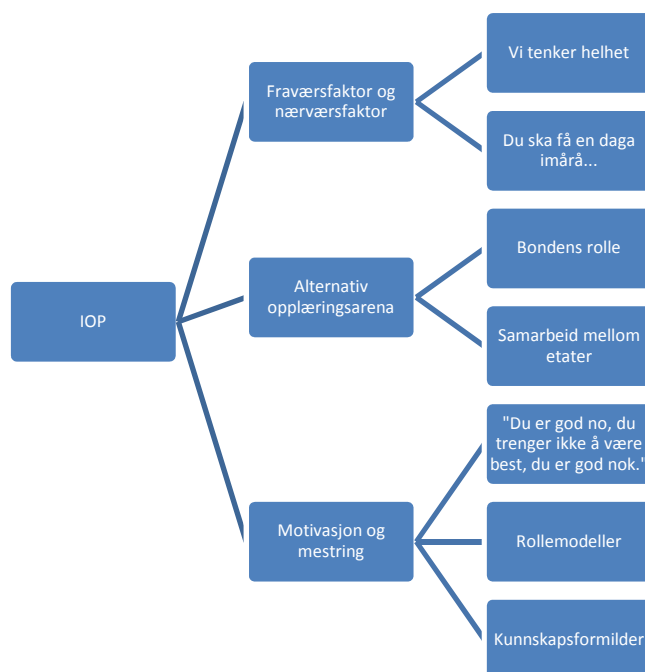 IOP
Fraværsfaktor og
nærværsfaktor
Vi tenker helhet
Du ska få en daga
imårå...
Alternativ
opplæringsarena
Bondens rolle
Samarbeid mellom
etater
Motivasjon og
mestring
"Du er god no, du
trenger ikke å være
best, du er god nok."
Rollemodeller
Kunnskapsformilder